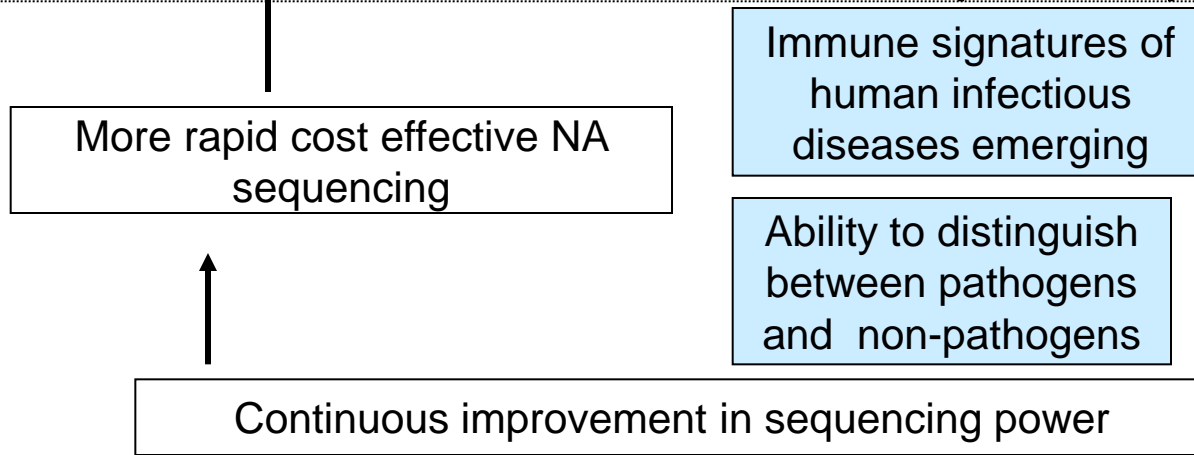 More rapid cost effective NA
sequencing
Immune signatures of
human infectious
diseases emerging
Ability to distinguish
between pathogens
and  non-pathogens
Continuous improvement in sequencing power